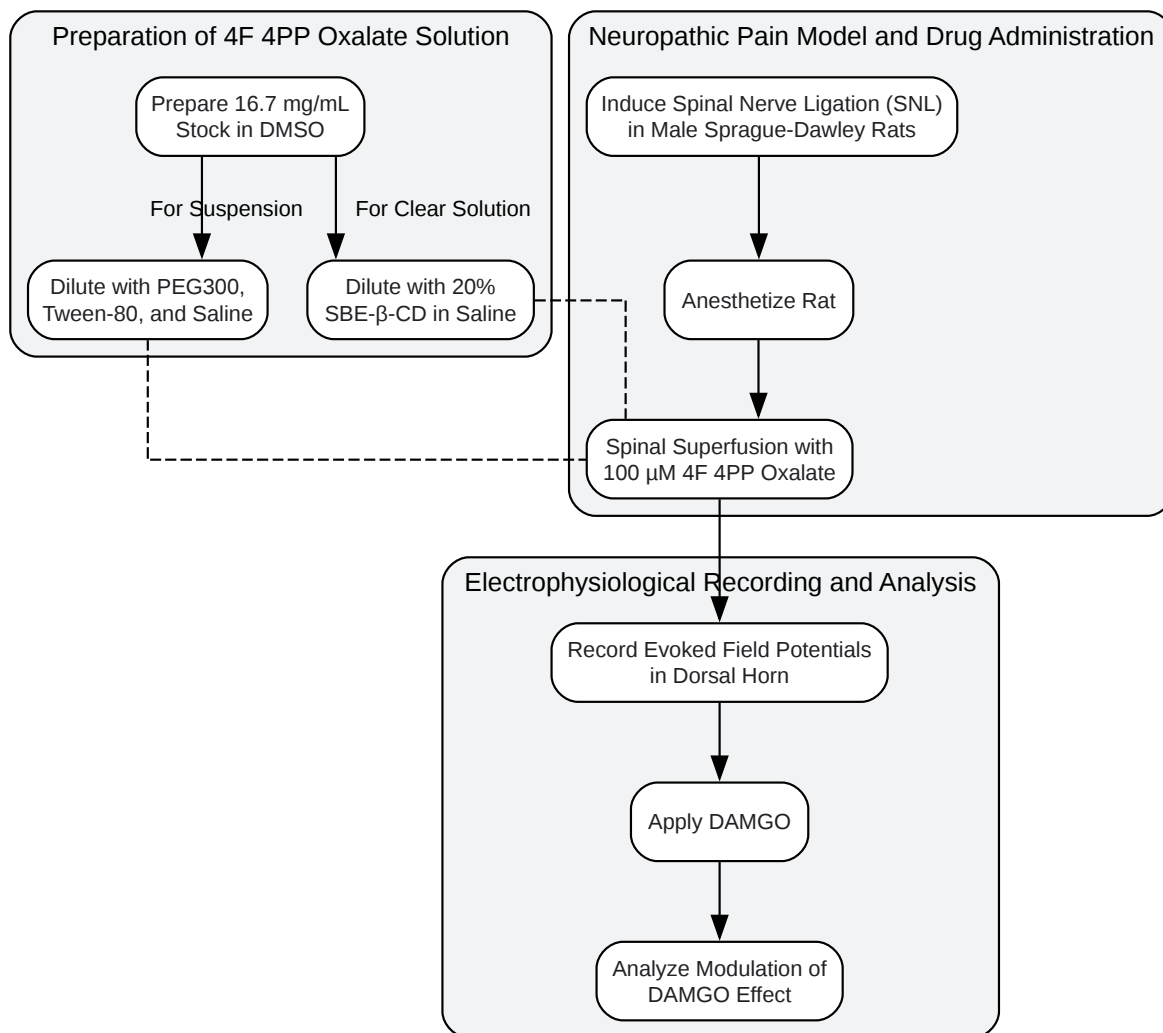 Preparation of 4F 4PP Oxalate Solution
Prepare 16.7 mg/mL
Stock in DMSO
For Suspension
For Clear Solution
Dilute with PEG300,
Tween-80, and Saline
Dilute with 20%
SBE-β-CD in Saline
Neuropathic Pain Model and Drug Administration
Induce Spinal Nerve Ligation (SNL)
in Male Sprague-Dawley Rats
Anesthetize Rat
Spinal Superfusion with
100 µM 4F 4PP Oxalate
Electrophysiological Recording and Analysis
Record Evoked Field Potentials
in Dorsal Horn
Apply DAMGO
Analyze Modulation of
DAMGO Effect